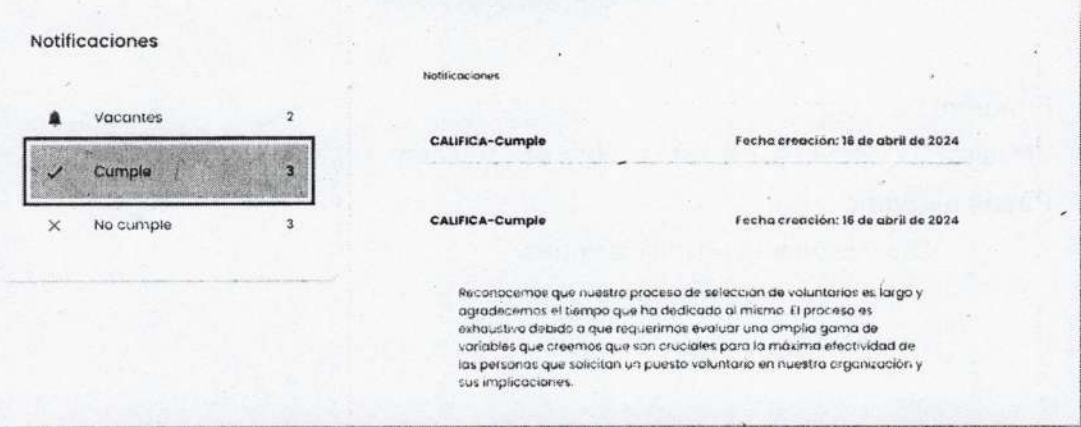 Notificaciones
Vacantes 2
Cumple 3
No cumple 3
Notificaciones
CALIFICA-Cumple Fecha creación: 16 de abril de 2024
CALIFICA-Cumple Fecha creación: 16 de abril de 2024
Reconocemos que nuestro proceso de selección de voluntarios es largo y
agradecemos el tiempo que ha dedicado al mismo. El proceso es
exhaustivo debido a que requerimos evaluar una amplia gama de
variables que creemos que son cruciales para la máxima efectividad de
las personas que solicitan un puesto voluntario en nuestra organización y
sus implicaciones.